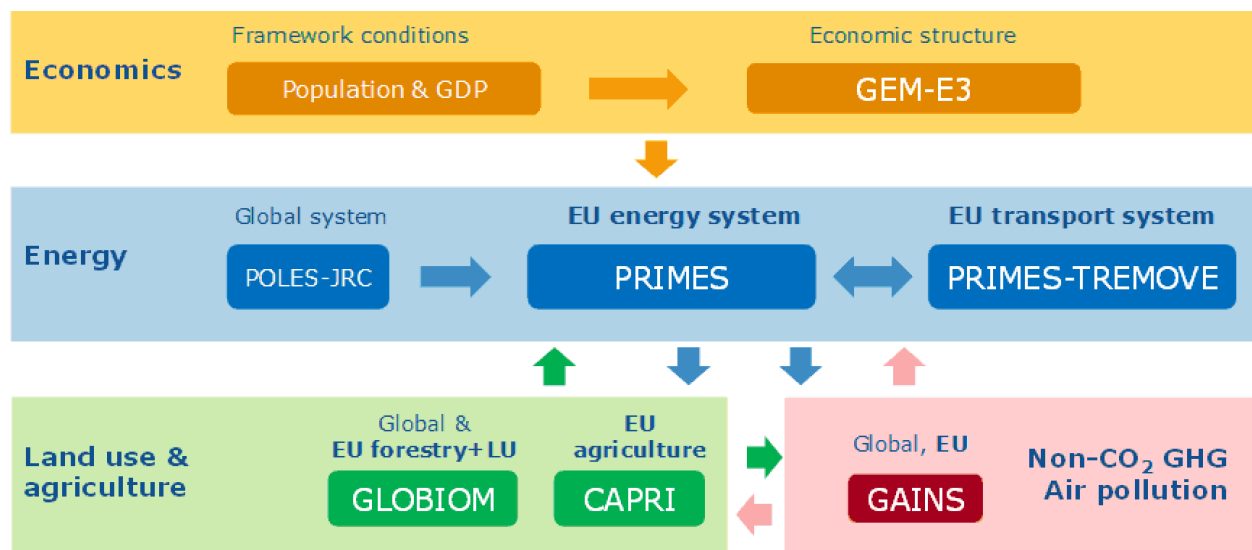 Economics
Framework conditions
Population & GDP
Economic structure
GEM-E3
Energy
Global system
POLES-JRC
EU energy system
PRIMES
EU transport system
PRIMES-TREMOVE
Land use &
agriculture
Global &
EU forestry+LU
GLOBIOM
EU
agriculture
CAPRI
Global, EU
GAINS
Non-CO₂ GHG
Air pollution